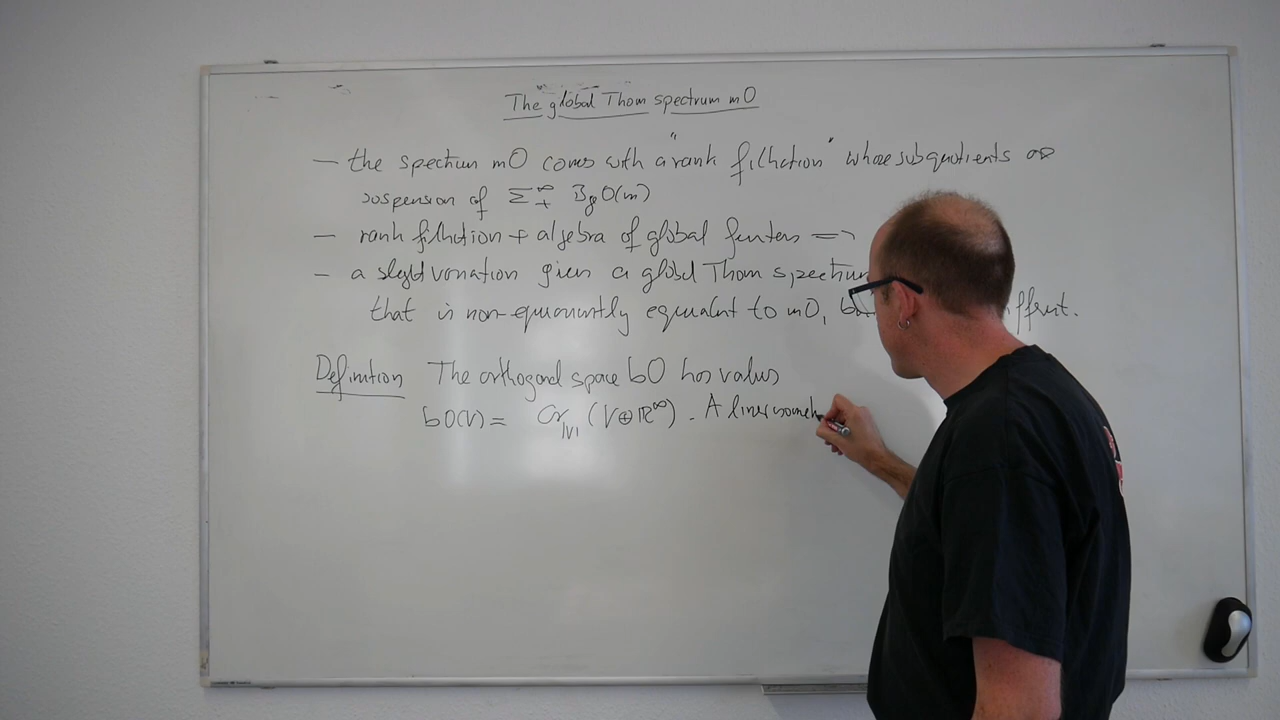 The global Thom spectrum mO
— the spectrum mO comes with a "rank filtration" whose subquotients are
suspension of Σ^∞_+ B_gl O(m)
— rank filtration + algebra of global functors =>
— a slight variation gives a global Thom spectrum
that is non-equivariantly equivalent to mO, b
Definition The orthogonal space bO has values
bO(V) = Gr_|V| (V⊕ℝ^∞). A linear isomet